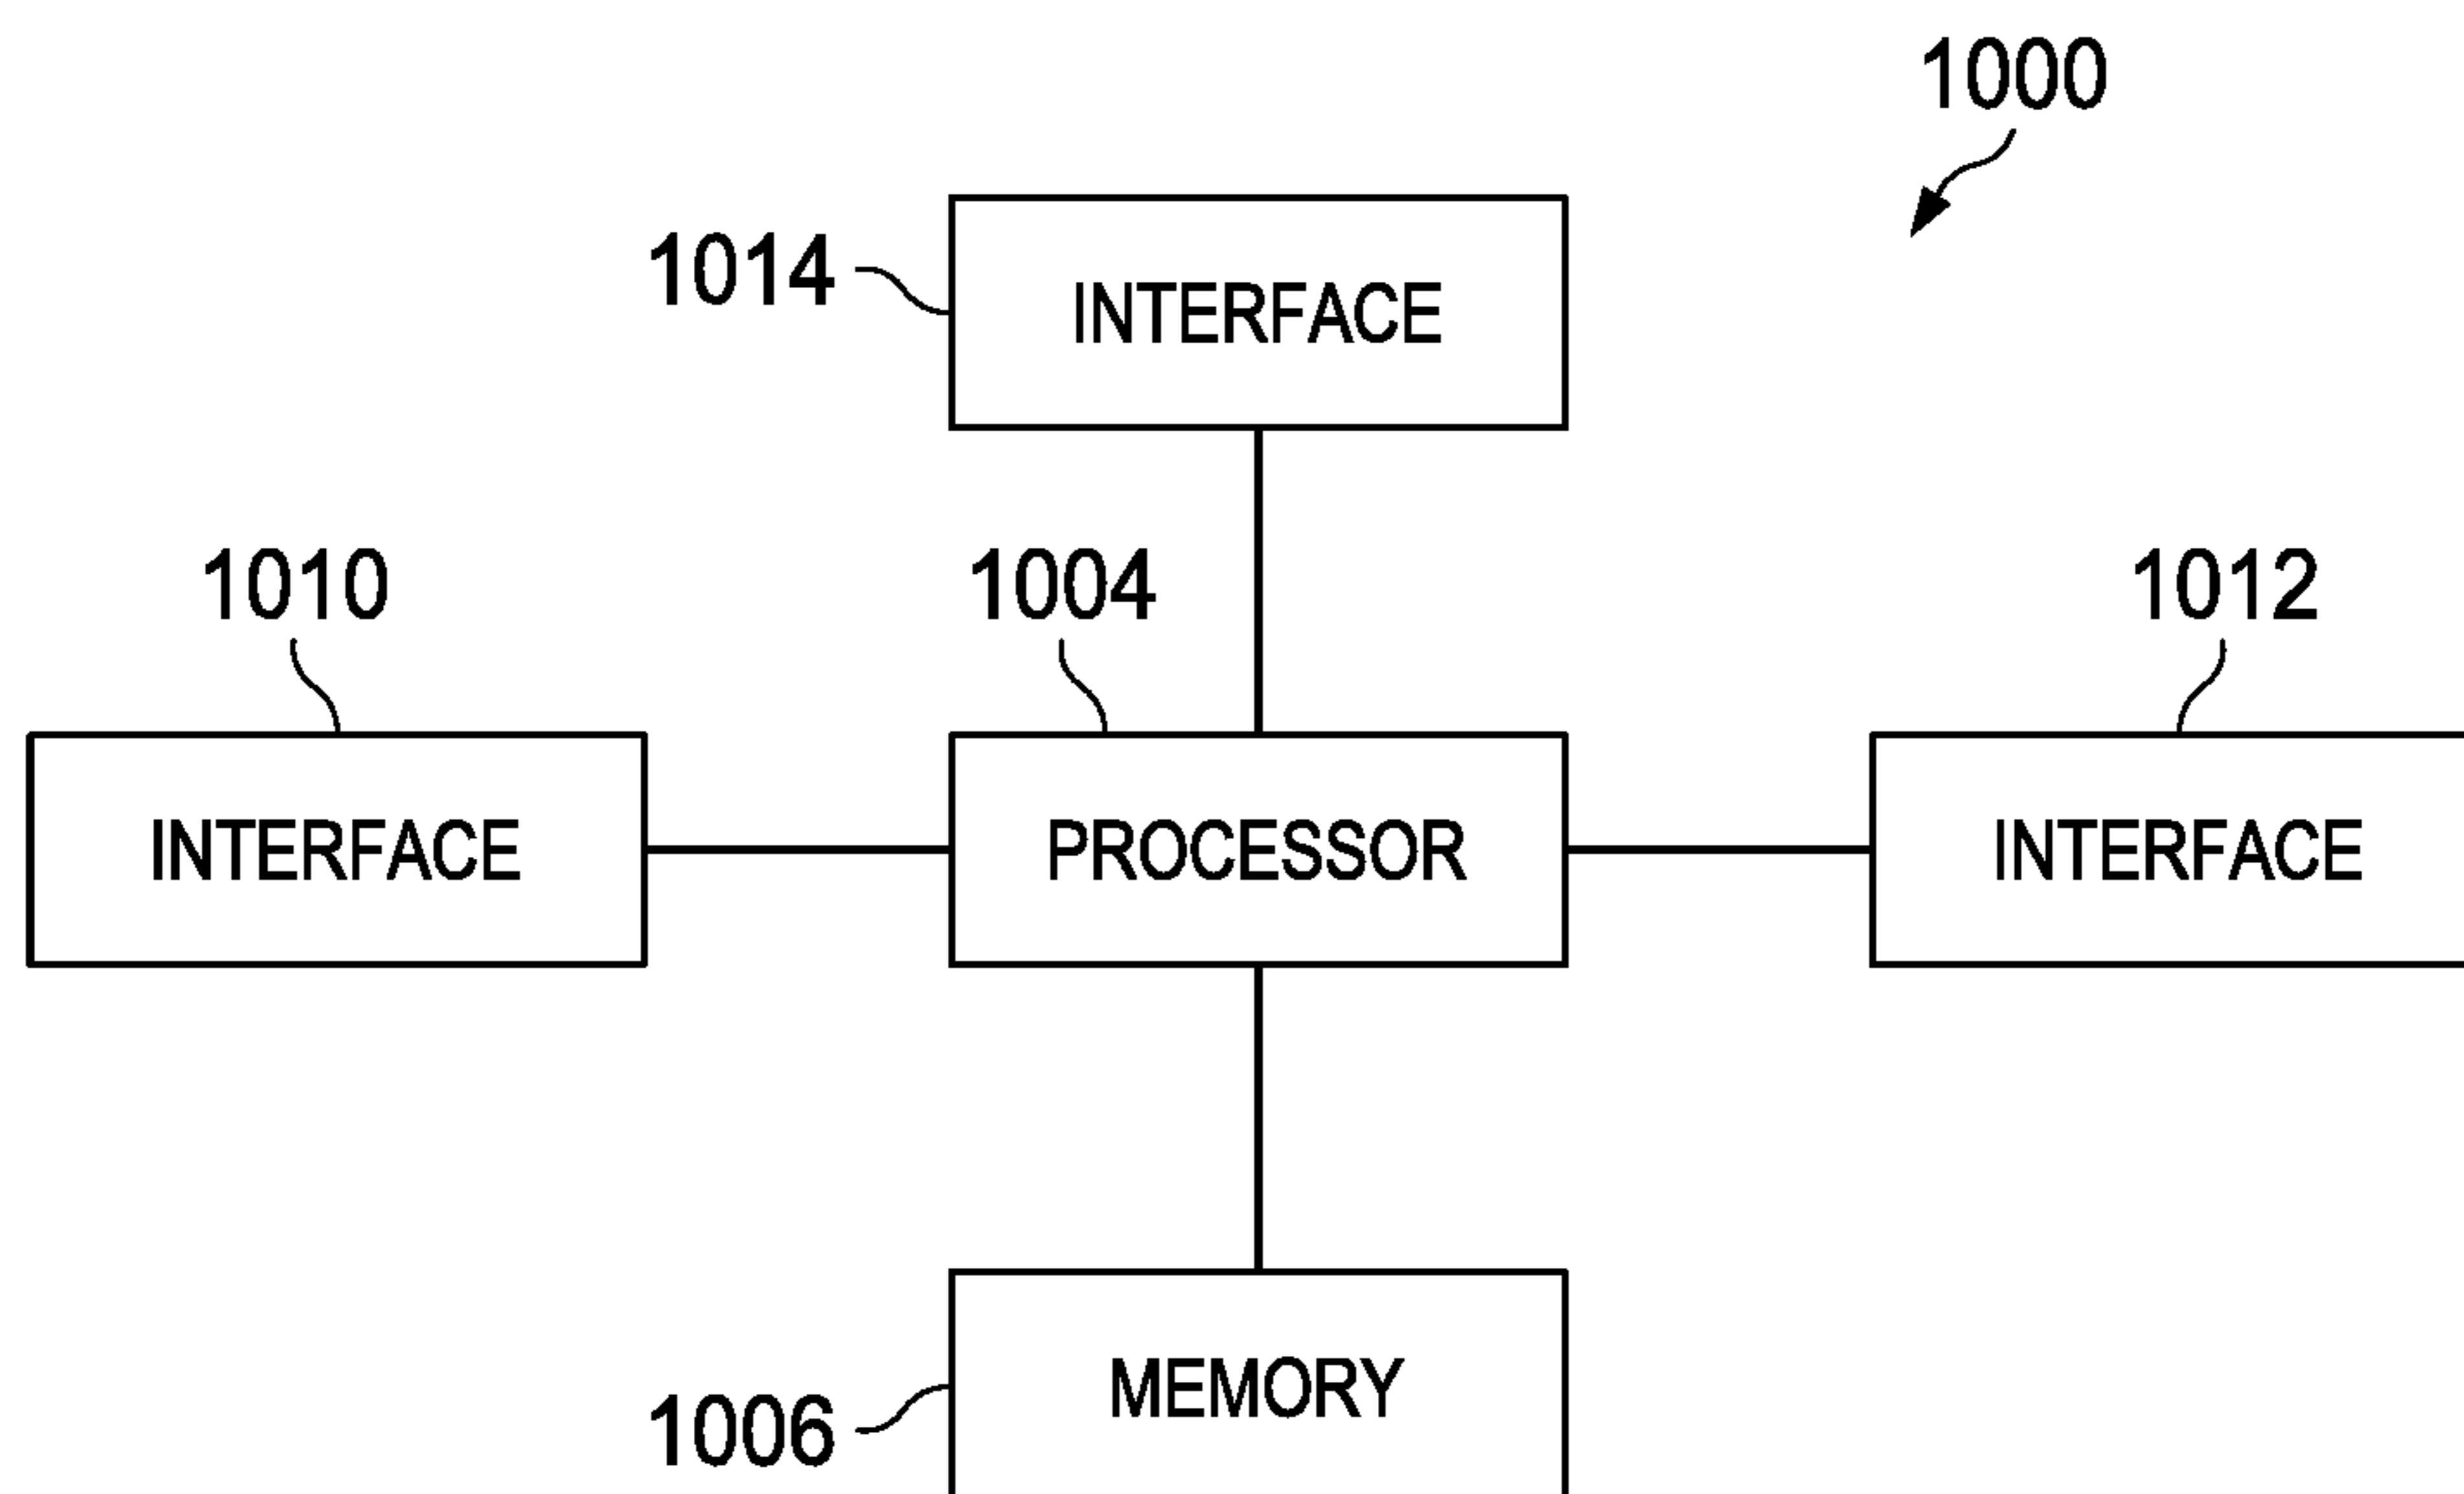 1000
1014
INTERFACE
1010
1004
1012
INTERFACE
PROCESSOR
INTERFACE
MEMORY
1006